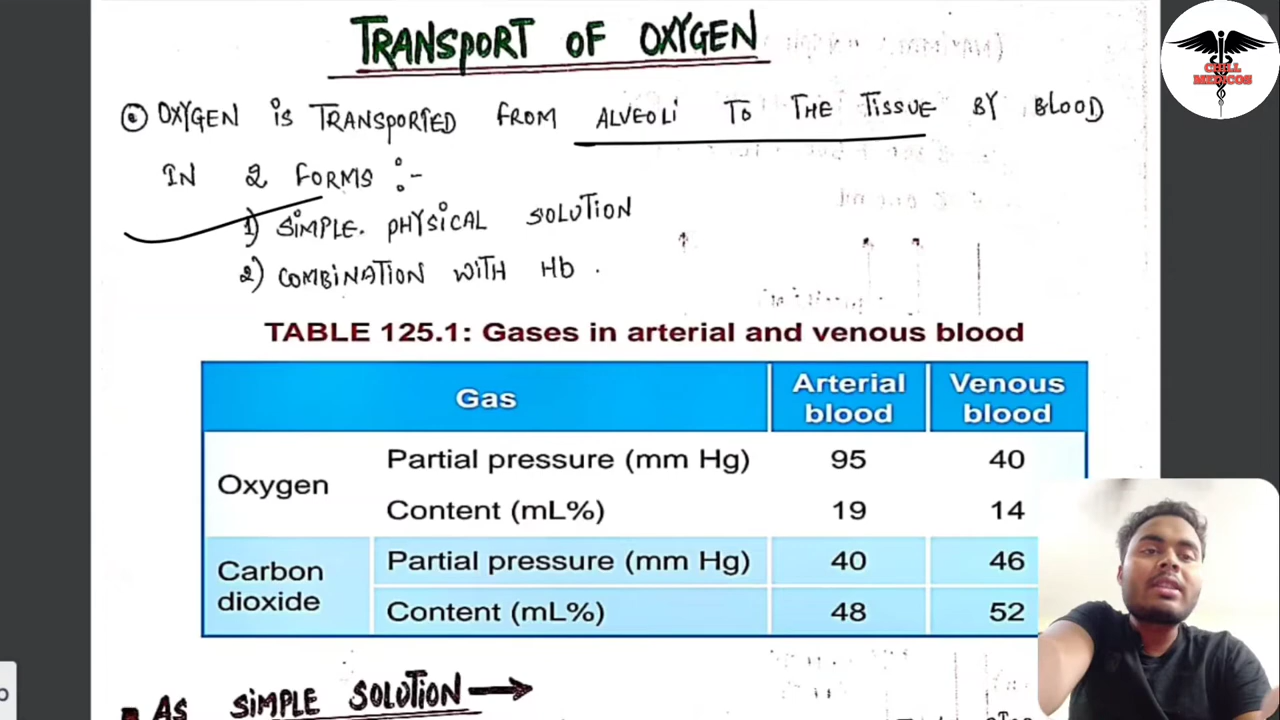 TRANSPORT OF OXYGEN
CHILL
MEDICOS
OXYGEN is TRANSPORTED FROM ALVEOLI TO THE TISSUE BY BLOOD
IN 2 FORMS :-
1) SIMPLE. PHYSICAL SOLUTION
2) COMBINATION WITH Hb .
TABLE 125.1: Gases in arterial and venous blood
Gas Arterial blood Venous blood
Oxygen Partial pressure (mm Hg) 95 40
Content (mL%) 19 14
Carbon dioxide Partial pressure (mm Hg) 40 46
Content (mL%) 48 52
AS SIMPLE SOLUTION →